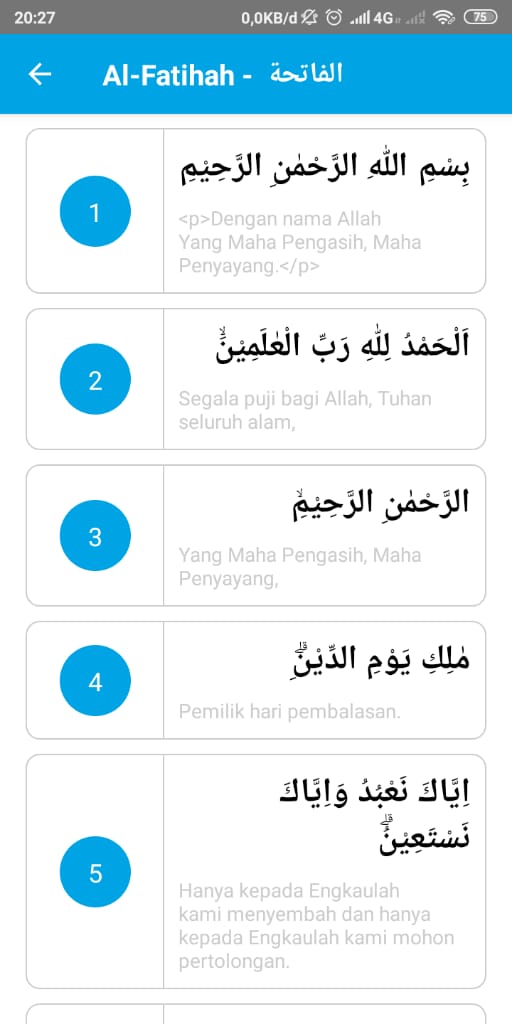 20:27 0,0KB/d 4G 75
Al-Fatihah - الفاتحة
بِسْمِ اللّٰهِ الرَّحْمٰنِ الرَّحِيْمِ
1
<p>Dengan nama Allah
Yang Maha Pengasih, Maha
Penyayang.</p>
اَلْحَمْدُ لِلّٰهِ رَبِّ الْعٰلَمِيْنَۙ
2
Segala puji bagi Allah, Tuhan
seluruh alam,
الرَّحْمٰنِ الرَّحِيْمِۙ
3
Yang Maha Pengasih, Maha
Penyayang,
مٰلِكِ يَوْمِ الدِّيْنِۗ
4
Pemilik hari pembalasan.
اِيَّاكَ نَعْبُدُ وَاِيَّاكَ
نَسْتَعِيْنُۗ
5
Hanya kepada Engkaulah
kami menyembah dan hanya
kepada Engkaulah kami mohon
pertolongan.